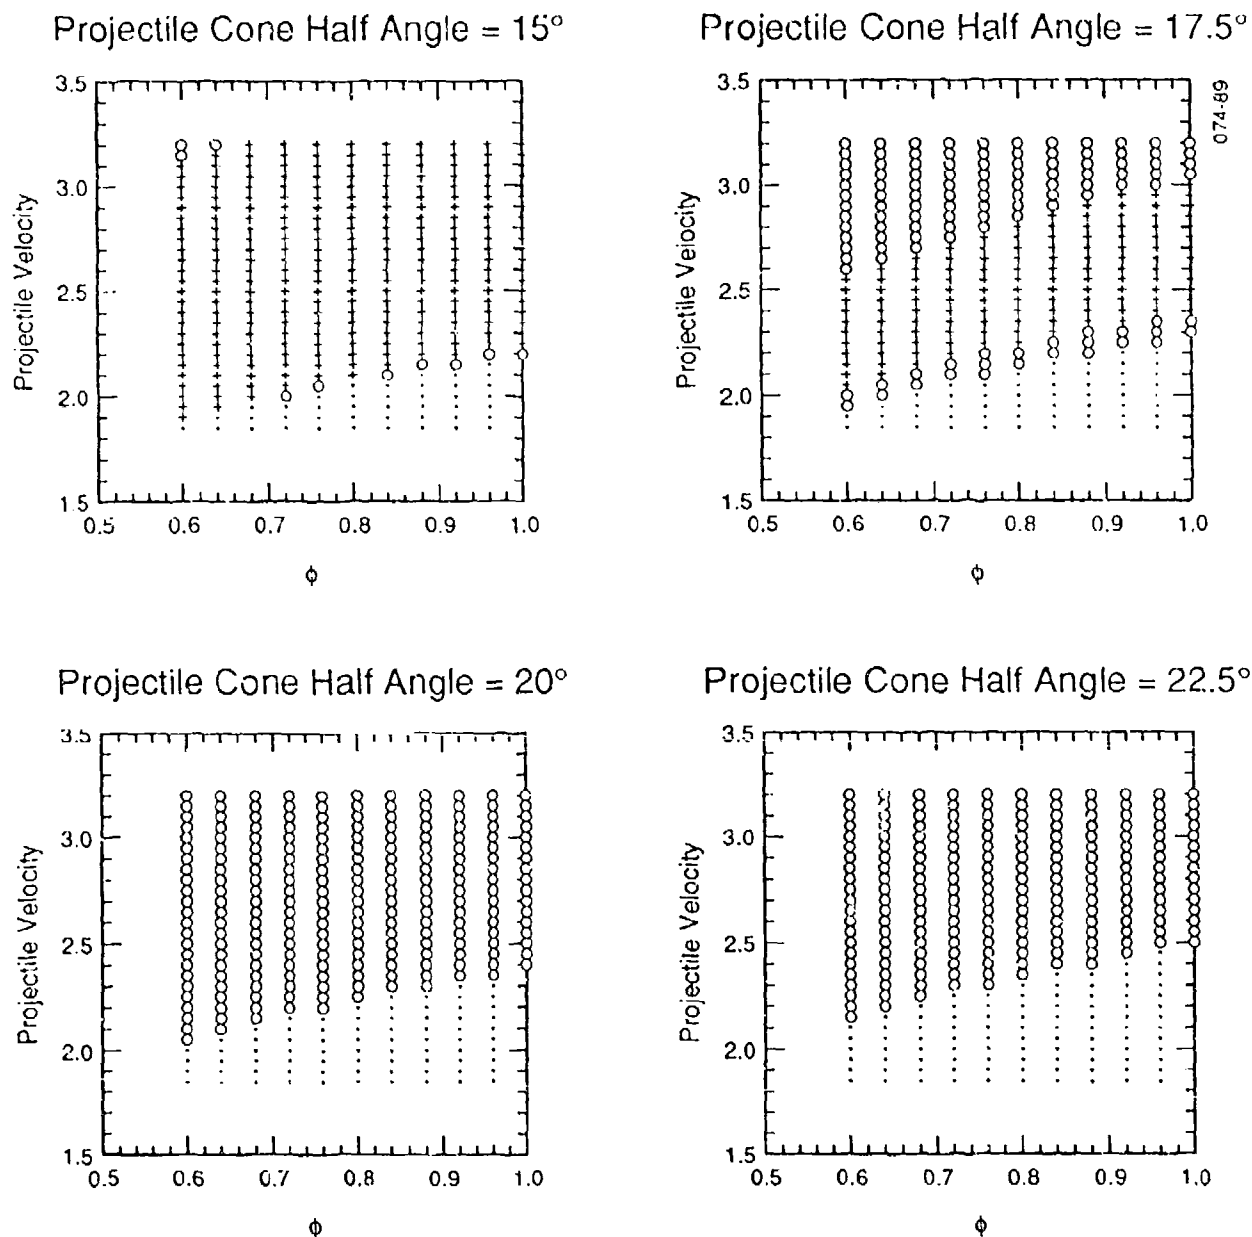 Projectile Cone Half Angle = 15°
3.5
3.0
2.5
2.0
1.5
Projectile Velocity
0.5 0.6 0.7 0.8 0.9 1.0
ϕ
Projectile Cone Half Angle = 17.5°
074-89
3.5
3.0
2.5
2.0
1.5
Projectile Velocity
0.5 0.6 0.7 0.8 0.9 1.0
ϕ
Projectile Cone Half Angle = 20°
3.5
3.0
2.5
2.0
1.5
Projectile Velocity
0.5 0.6 0.7 0.8 0.9 1.0
ϕ
Projectile Cone Half Angle = 22.5°
3.5
3.0
2.5
2.0
1.5
Projectile Velocity
0.5 0.6 0.7 0.8 0.9 1.0
ϕ